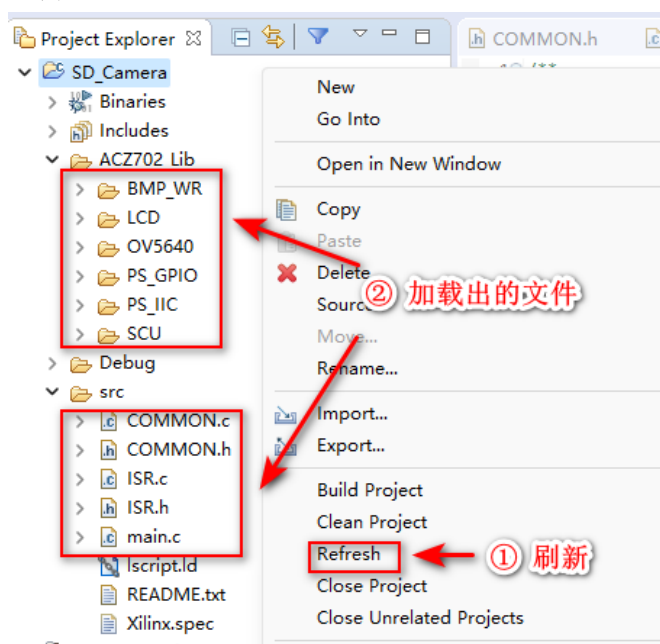 Project Explorer
COMMON.h
SD_Camera
Binaries
Includes
ACZ702_Lib
BMP_WR
LCD
OV5640
PS_GPIO
PS_IIC
SCU
Debug
src
COMMON.c
COMMON.h
ISR.c
ISR.h
main.c
lscript.ld
README.txt
Xilinx.spec
New
Go Into
Open in New Window
Copy
Paste
Delete
② 加载出的文件
Move...
Rename...
Import...
Export...
Build Project
Clean Project
Refresh
① 刷新
Close Project
Close Unrelated Projects